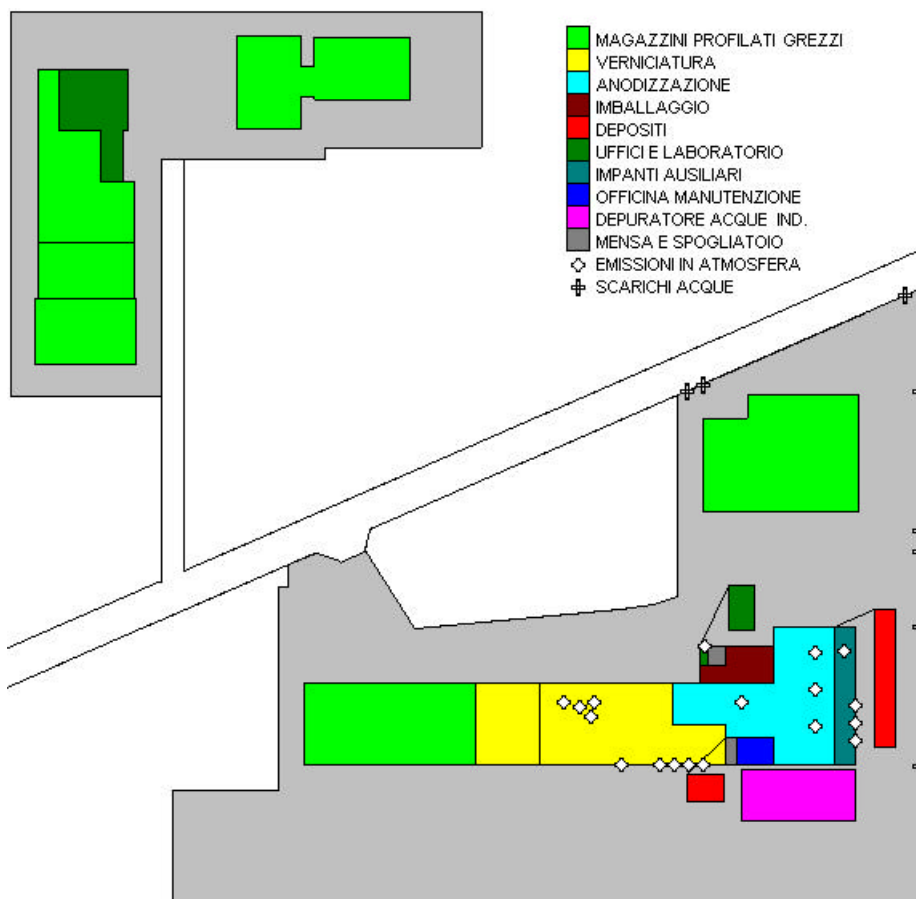 MAGAZZINI PROFILATI GREZZI
VERNICIATURA
ANODIZZAZIONE
IMBALLAGGIO
DEPOSITI
UFFICI E LABORATORIO
IMPANTI AUSILIARI
OFFICINA MANUTENZIONE
DEPURATORE ACQUE IND.
MENSA E SPOGLIATOIO
EMISSIONI IN ATMOSFERA
SCARICHI ACQUE